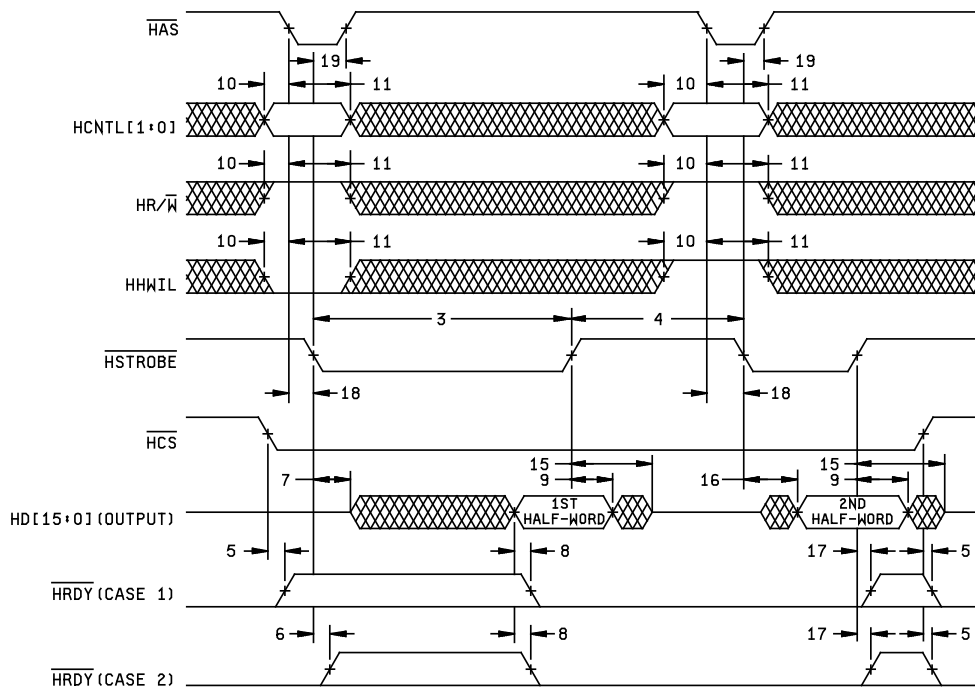 HAS
19 19
10 11 10 11
HCNTL[1:0]
10 11 10 11
HR/W
10 11 10 11
HHWIL
3 4
HSTROBE
18 18
HCS
7 15 9 16 15 9
HD[15:0](OUTPUT)
1ST
HALF-WORD
2ND
HALF-WORD
5 8 17 5
HRDY(CASE 1)
6 8 17 5
HRDY(CASE 2)